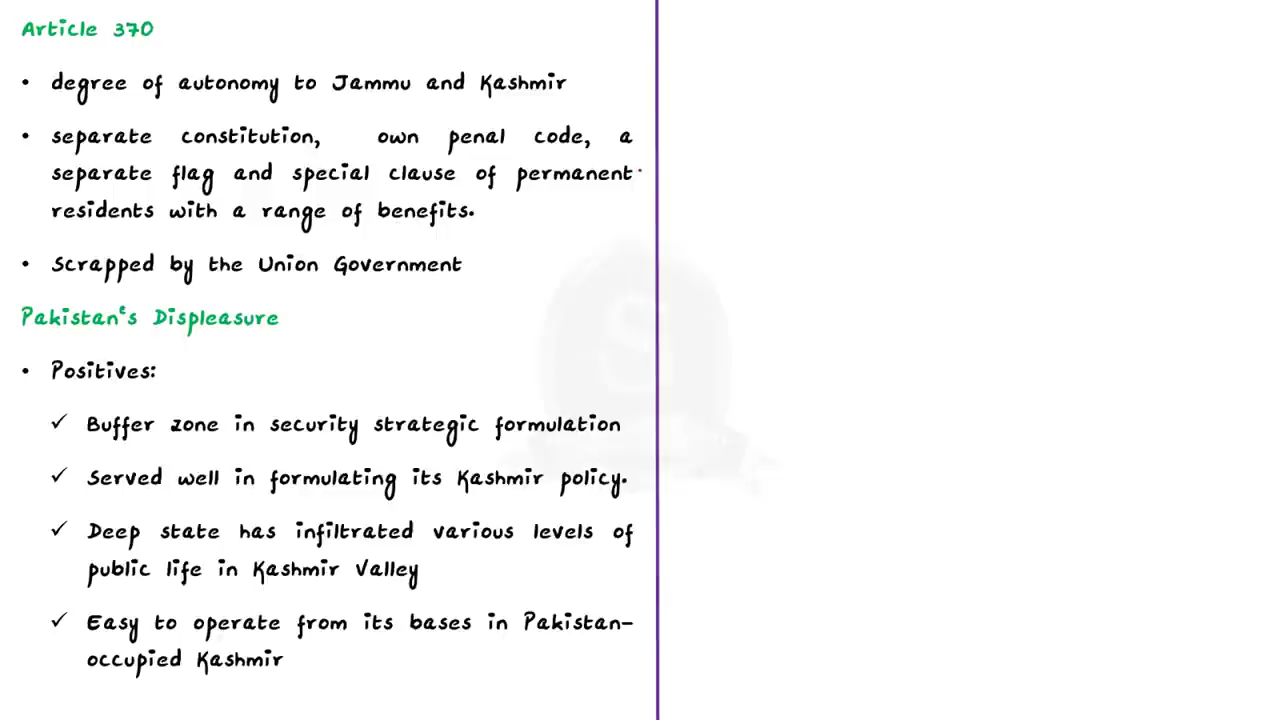 Article 370
• degree of autonomy to Jammu and Kashmir
• separate constitution, own penal code, a
separate flag and special clause of permanent
residents with a range of benefits.
• Scrapped by the Union Government
Pakistan's Displeasure
• Positives:
✓ Buffer zone in security strategic formulation
✓ Served well in formulating its Kashmir policy.
✓ Deep state has infiltrated various levels of
public life in Kashmir Valley
✓ Easy to operate from its bases in Pakistan-
occupied Kashmir
S